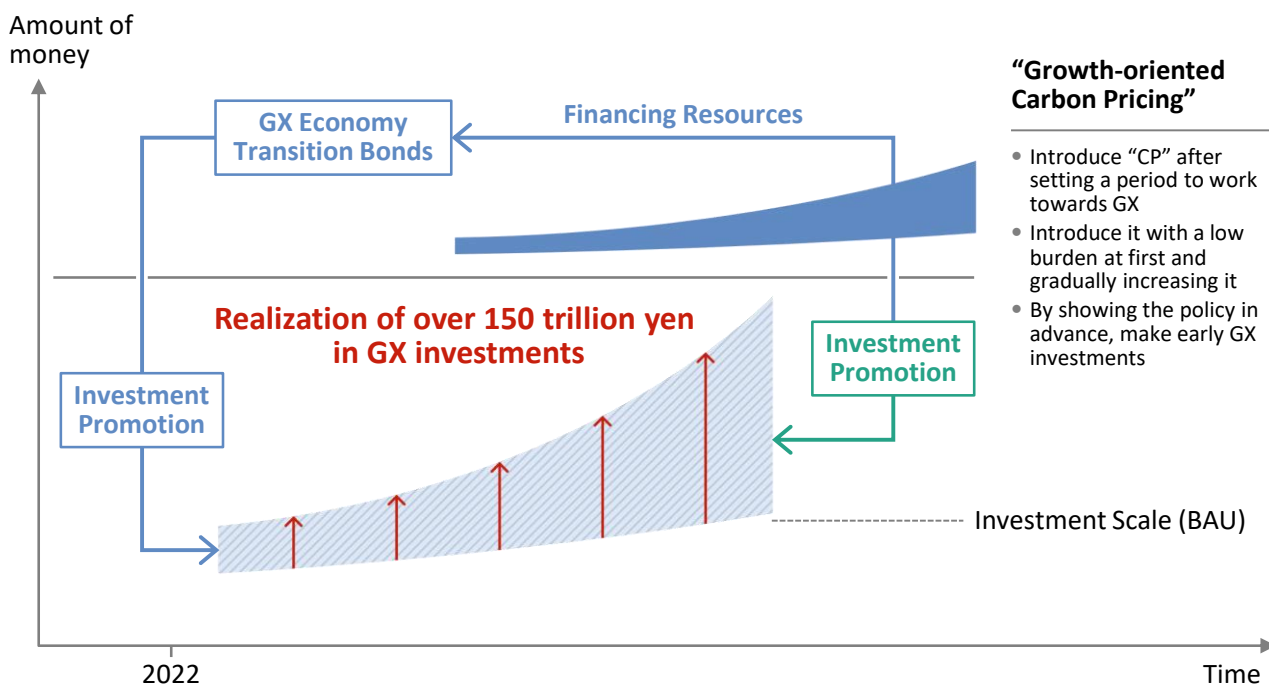 Amount of
money
“Growth-oriented
Carbon Pricing”
GX Economy
Transition Bonds
Financing Resources
• Introduce “CP” after
setting a period to work
towards GX
• Introduce it with a low
burden at first and
gradually increasing it
• By showing the policy in
advance, make early GX
investments
Realization of over 150 trillion yen
in GX investments
Investment
Promotion
Investment
Promotion
Investment Scale (BAU)
2022
Time